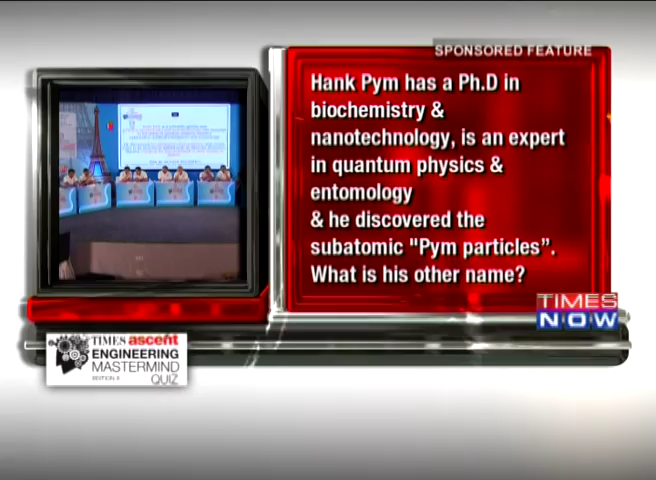 SPONSORED FEATURE
Hank Pym has a Ph.D in
biochemistry &
nanotechnology, is an expert
in quantum physics &
entomology
& he discovered the
subatomic "Pym particles”.
What is his other name?
TIMES
NOW
TIMES ascent
ENGINEERING
MASTERMIND
QUIZ